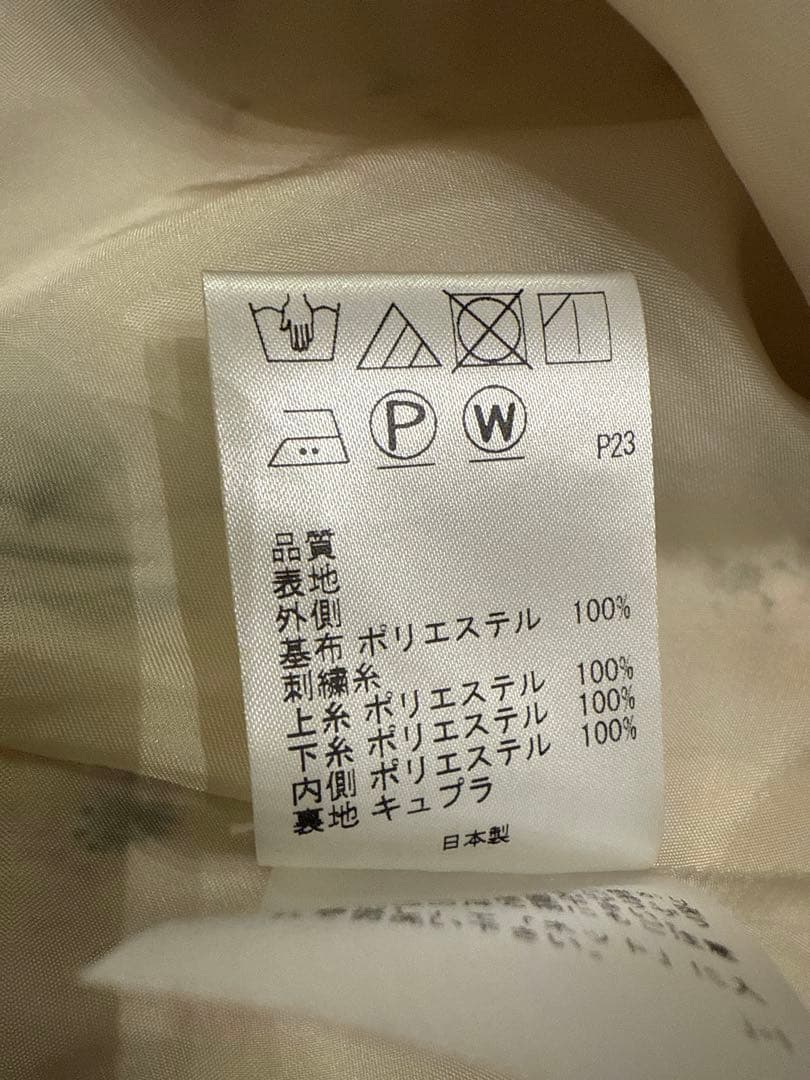 P
W
P23
品質
表地
外側
基布 ポリエステル 100%
刺繍糸
上糸 ポリエステル 100%
下糸 ポリエステル 100%
内側 ポリエステル 100%
裏地 キュプラ
日本製